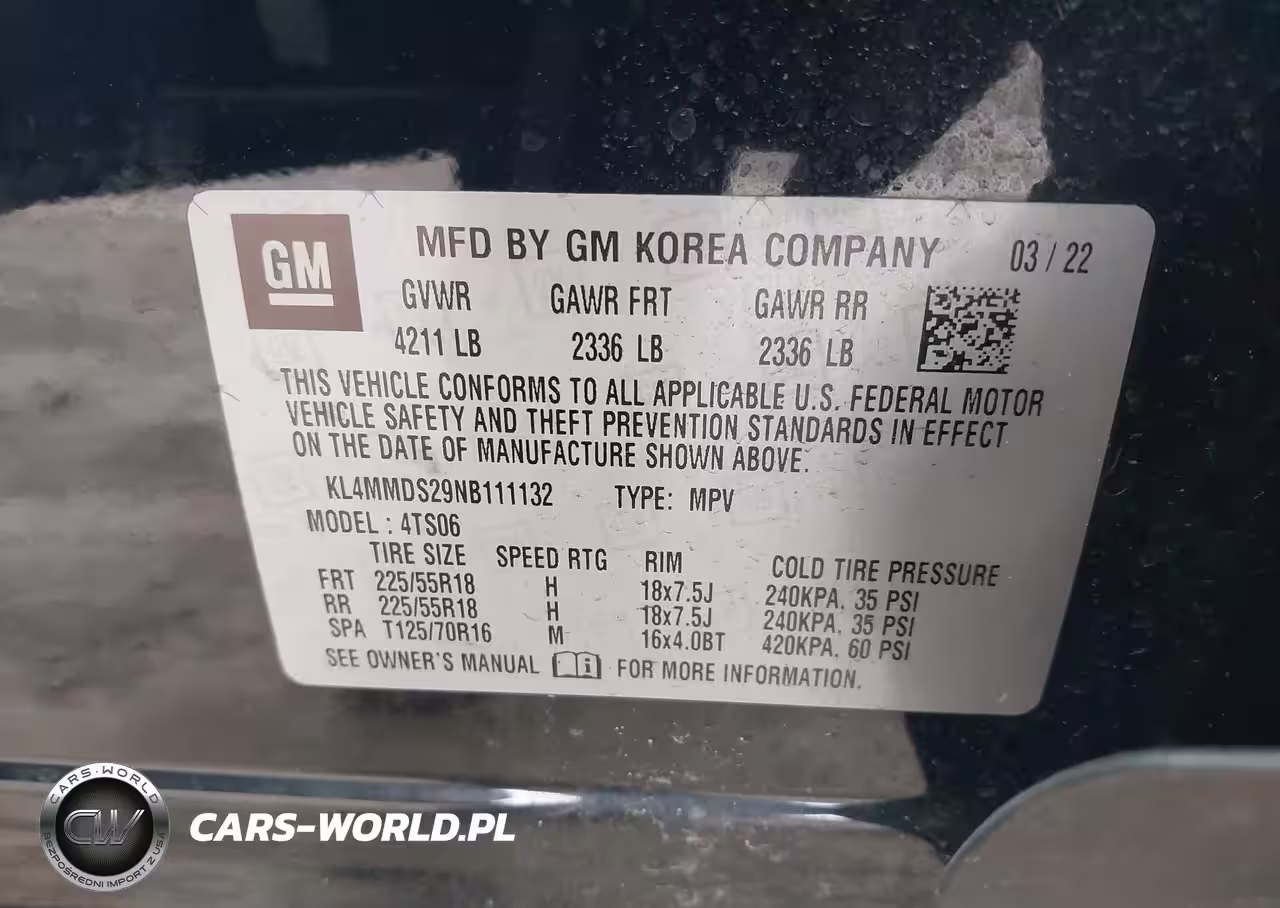 GM
MFD BY GM KOREA COMPANY 03 / 22
GVWR GAWR FRT GAWR RR
4211 LB 2336 LB 2336 LB
THIS VEHICLE CONFORMS TO ALL APPLICABLE U.S. FEDERAL MOTOR
VEHICLE SAFETY AND THEFT PREVENTION STANDARDS IN EFFECT
ON THE DATE OF MANUFACTURE SHOWN ABOVE.
KL4MMDS29NB111132 TYPE: MPV
MODEL : 4TS06
TIRE SIZE SPEED RTG RIM COLD TIRE PRESSURE
FRT 225/55R18 H 18x7.5J 240KPA, 35 PSI
RR 225/55R18 H 18x7.5J 240KPA, 35 PSI
SPA T125/70R16 M 16x4.0BT 420KPA, 60 PSI
SEE OWNER'S MANUAL FOR MORE INFORMATION.
CARS-WORLD
CW
BEZPOŚREDNI IMPORT Z USA
CARS-WORLD.PL